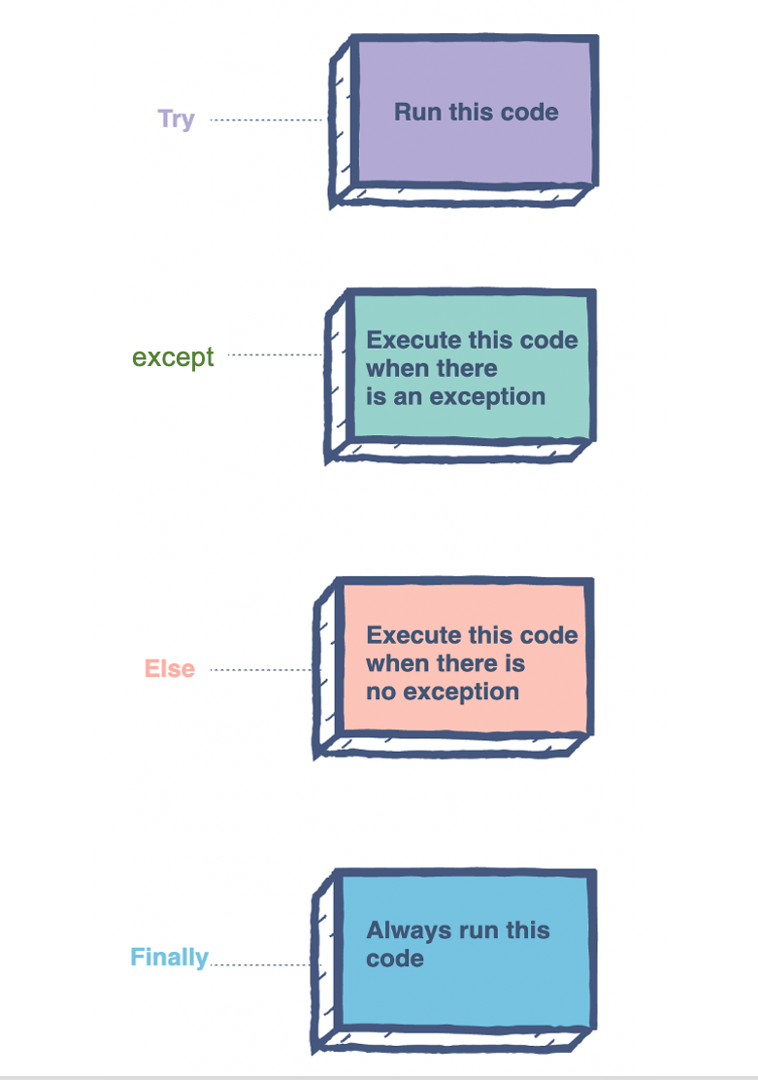 Try
Run this code
except
Execute this code
when there
is an exception
Else
Execute this code
when there is
no exception
Finally
Always run this
code